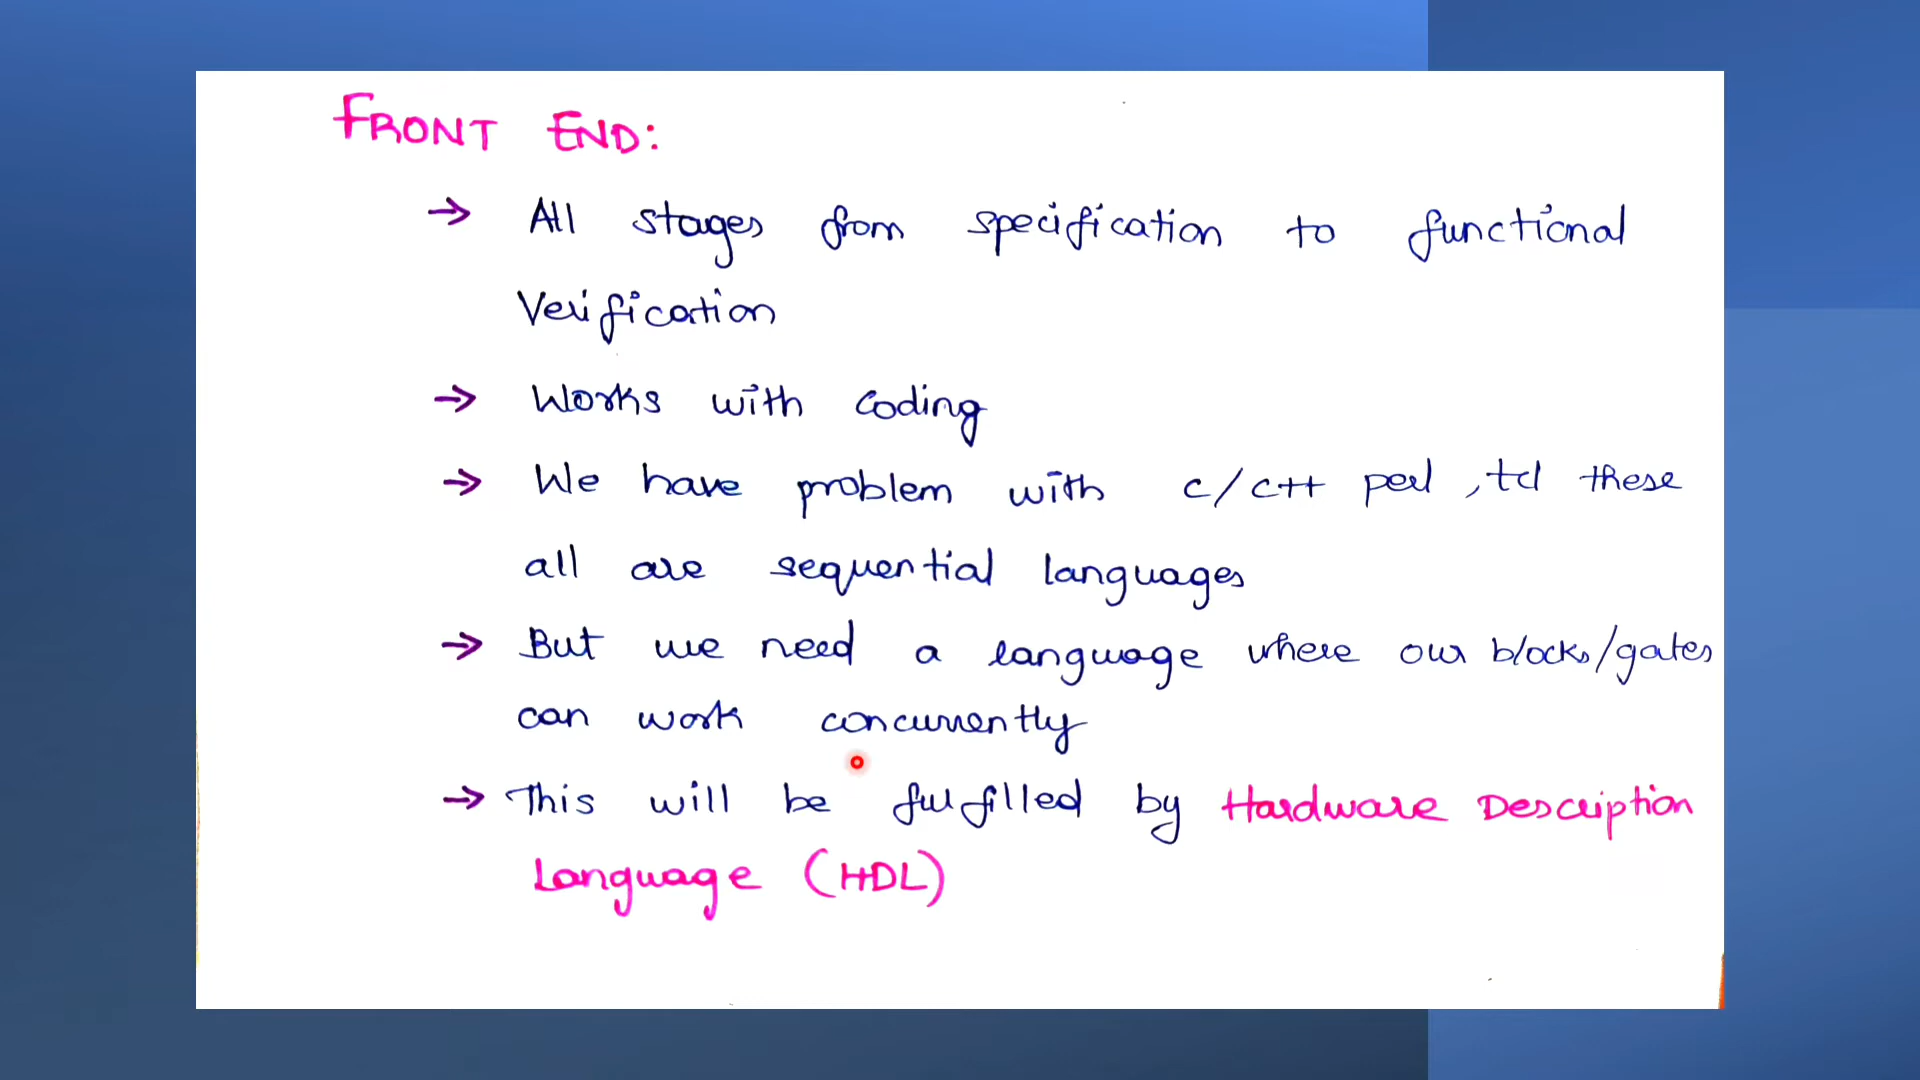 FRONT END:
→ All stages from specification to functional
Verification
→ Works with coding
→ We have problem with c/c++ perl, tcl these
all are sequential languages
→ But we need a language where our blocks/gates
can work concurrently
→ This will be fulfilled by Hardware Description
Language (HDL)